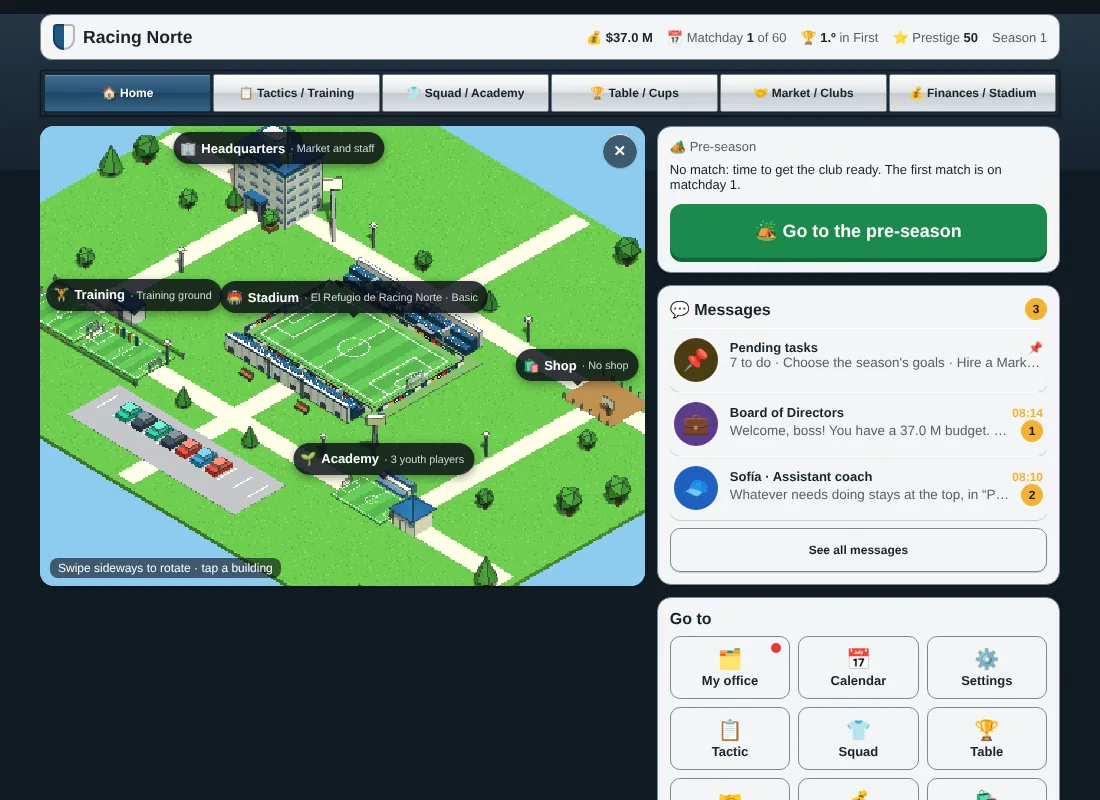 Racing Norte
$37.0 M
Matchday 1 of 60
1.º in First
Prestige 50
Season 1
Home
Tactics / Training
Squad / Academy
Table / Cups
Market / Clubs
Finances / Stadium
Headquarters · Market and staff
✕
Training · Training ground
Stadium · El Refugio de Racing Norte · Basic
Shop · No shop
Academy · 3 youth players
Swipe sideways to rotate · tap a building
Pre-season
No match: time to get the club ready. The first match is on
matchday 1.
Go to the pre-season
Messages
3
Pending tasks
7 to do · Choose the season's goals · Hire a Mark…
Board of Directors
08:14
Welcome, boss! You have a 37.0 M budget. …
1
Sofía · Assistant coach
08:10
Whatever needs doing stays at the top, in “P…
2
See all messages
Go to
My office
Calendar
Settings
Tactic
Squad
Table